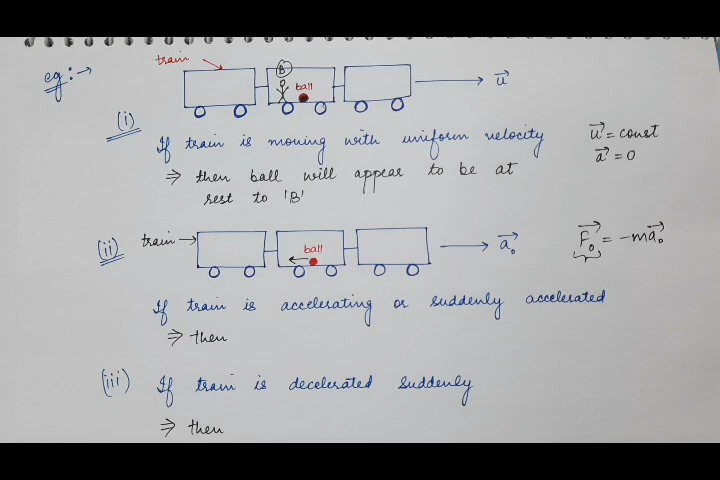 eg:→
train
B
ball
u⃗
(i)
If train is moving with uniform velocity
⇒ then ball will appear to be at
rest to 'B'
u⃗ = const
a⃗ = 0
(ii)
train →
ball
a⃗₀
F⃗₀ = -ma⃗₀
If train is accelerating or suddenly accelerated
⇒ then
(iii)
If train is decelerated suddenly
⇒ then